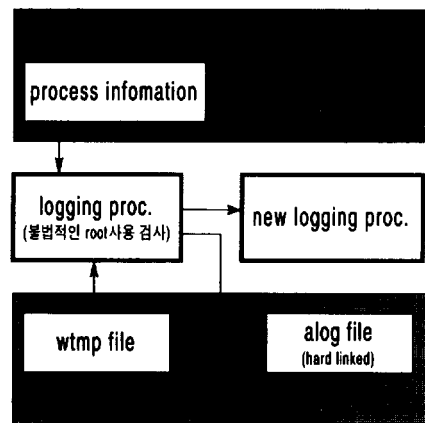 process infomation
logging proc.
(불법적인 root사용 검사)
new logging proc.
wtmp file
alog file
(hard linked)